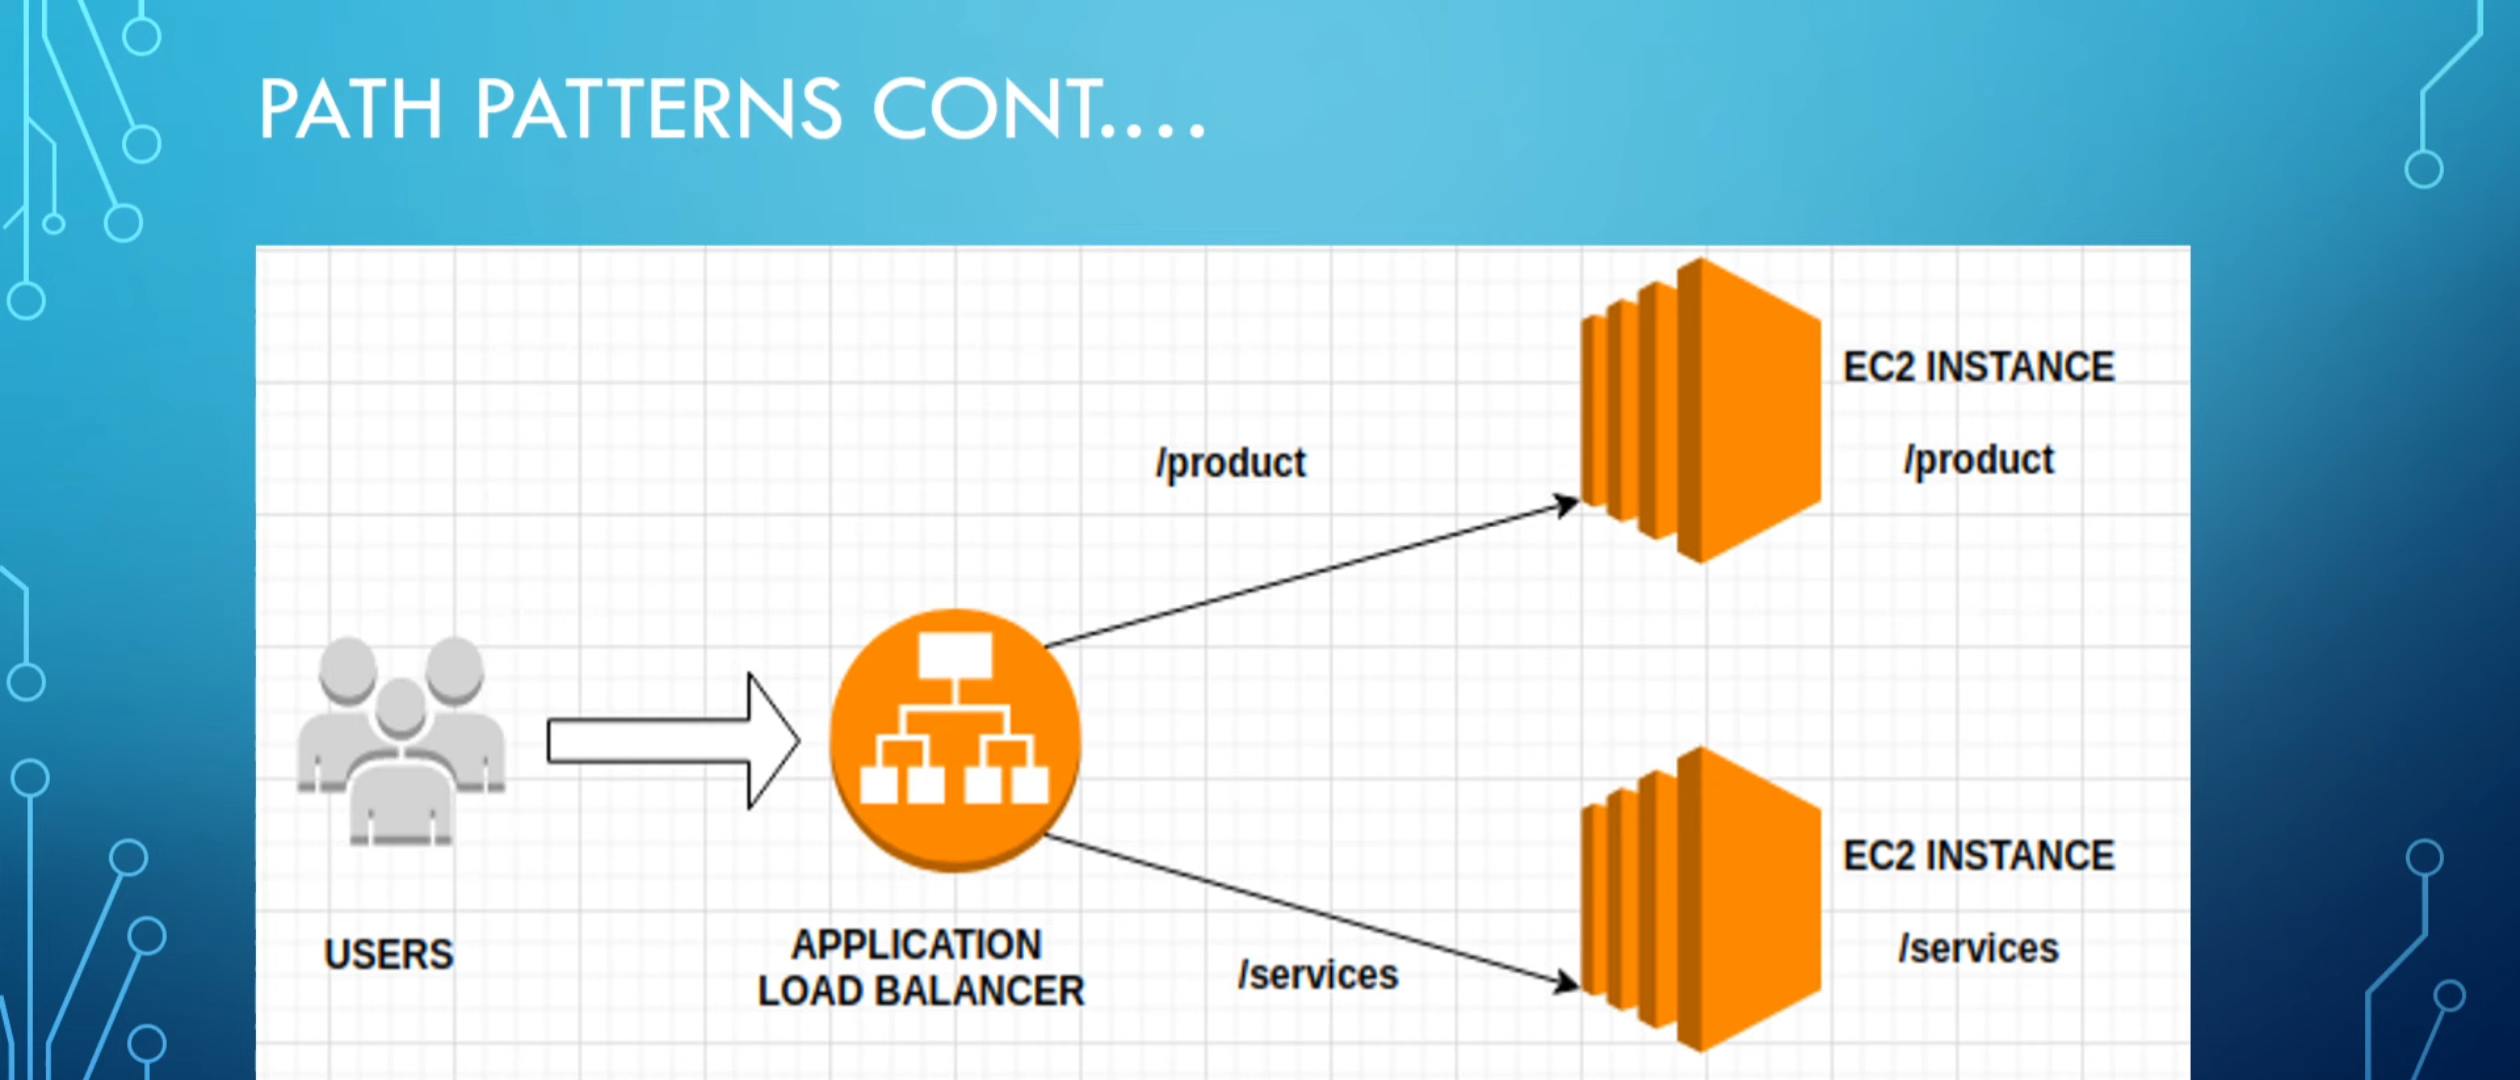 PATH PATTERNS CONT....
EC2 INSTANCE
/product
/product
USERS
APPLICATION
LOAD BALANCER
/services
EC2 INSTANCE
/services